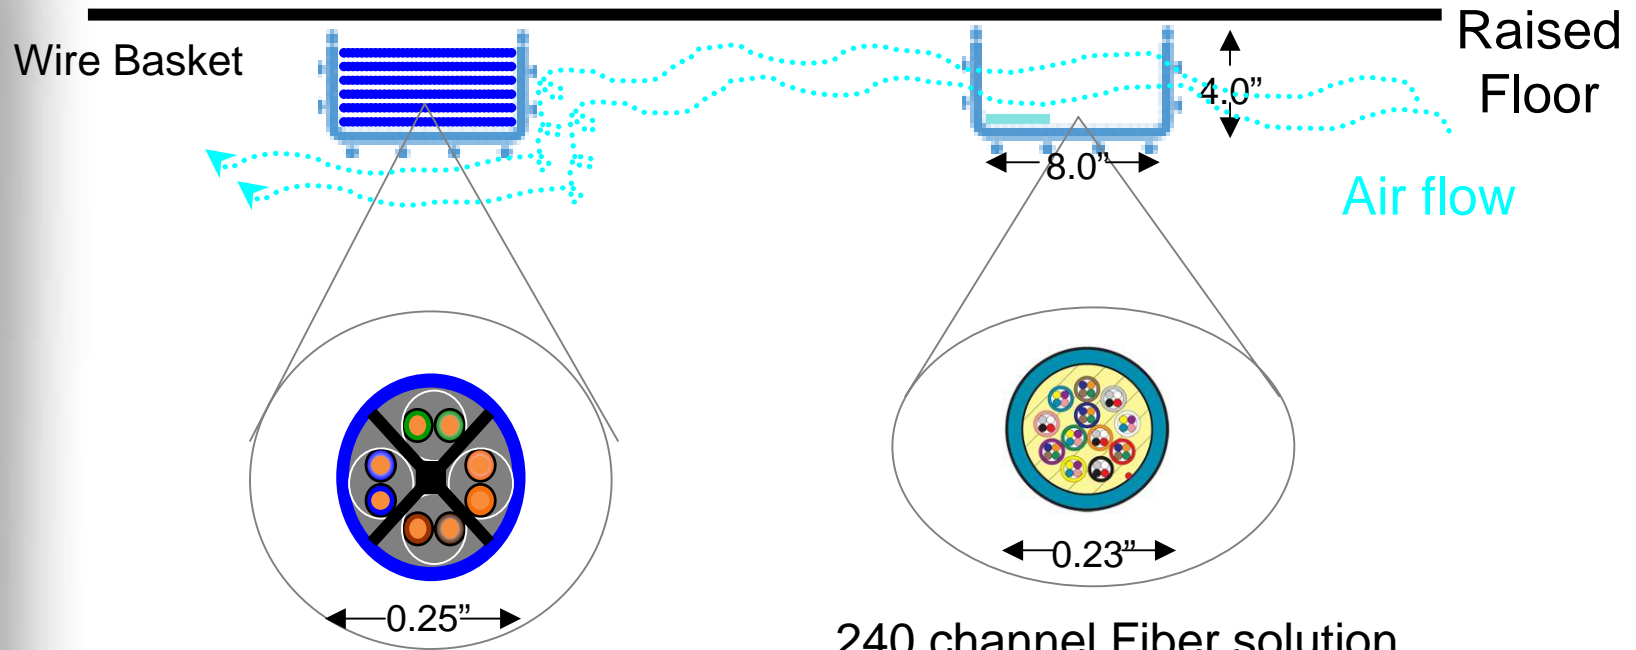 Raised
Floor
Wire Basket
4.0”
8.0”
Air flow
0.23”
0.25”
240 channel Fiber solution